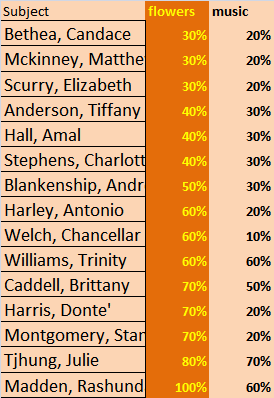 Subject flowers music
Bethea, Candace 30% 20%
Mckinney, Matthe 30% 20%
Scurry, Elizabeth 30% 20%
Anderson, Tiffany 40% 30%
Hall, Amal 40% 30%
Stephens, Charlott 40% 30%
Blankenship, Andr 50% 30%
Harley, Antonio 60% 20%
Welch, Chancellar 60% 10%
Williams, Trinity 60% 60%
Caddell, Brittany 70% 50%
Harris, Donte' 70% 20%
Montgomery, Stan 70% 20%
Tjhung, Julie 80% 70%
Madden, Rashund 100% 60%